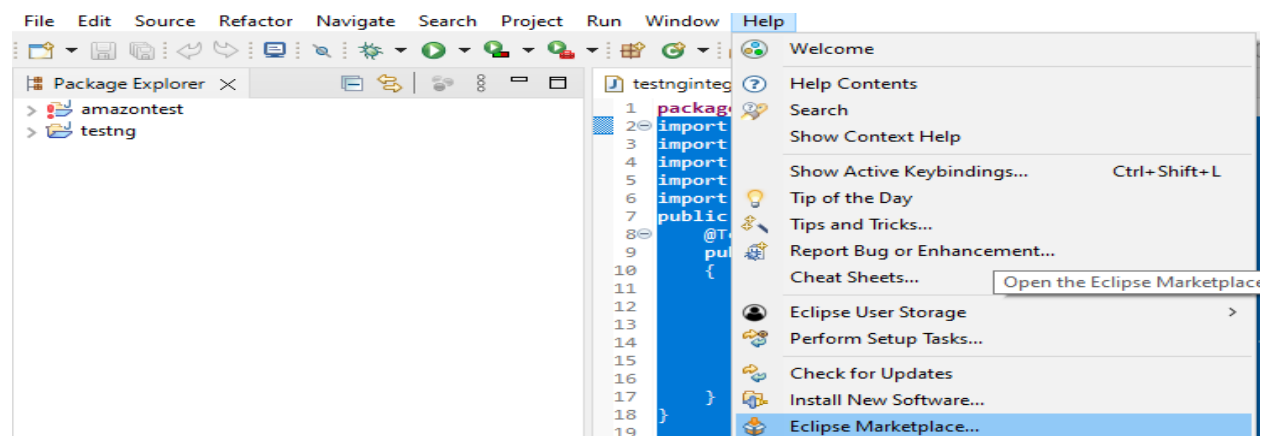 File Edit Source Refactor Navigate Search Project Run Window Help
Package Explorer
amazontest
testng
testnginteg
1 package
2 import
3 import
4 import
5 import
6 import
7 public
8 @Te
9 pul
10 {
11
12
13
14
15
16
17 }
18 }
19
Welcome
Help Contents
Search
Show Context Help
Show Active Keybindings... Ctrl+Shift+L
Tip of the Day
Tips and Tricks...
Report Bug or Enhancement...
Cheat Sheets...
Open the Eclipse Marketplace
Eclipse User Storage
Perform Setup Tasks...
Check for Updates
Install New Software...
Eclipse Marketplace...